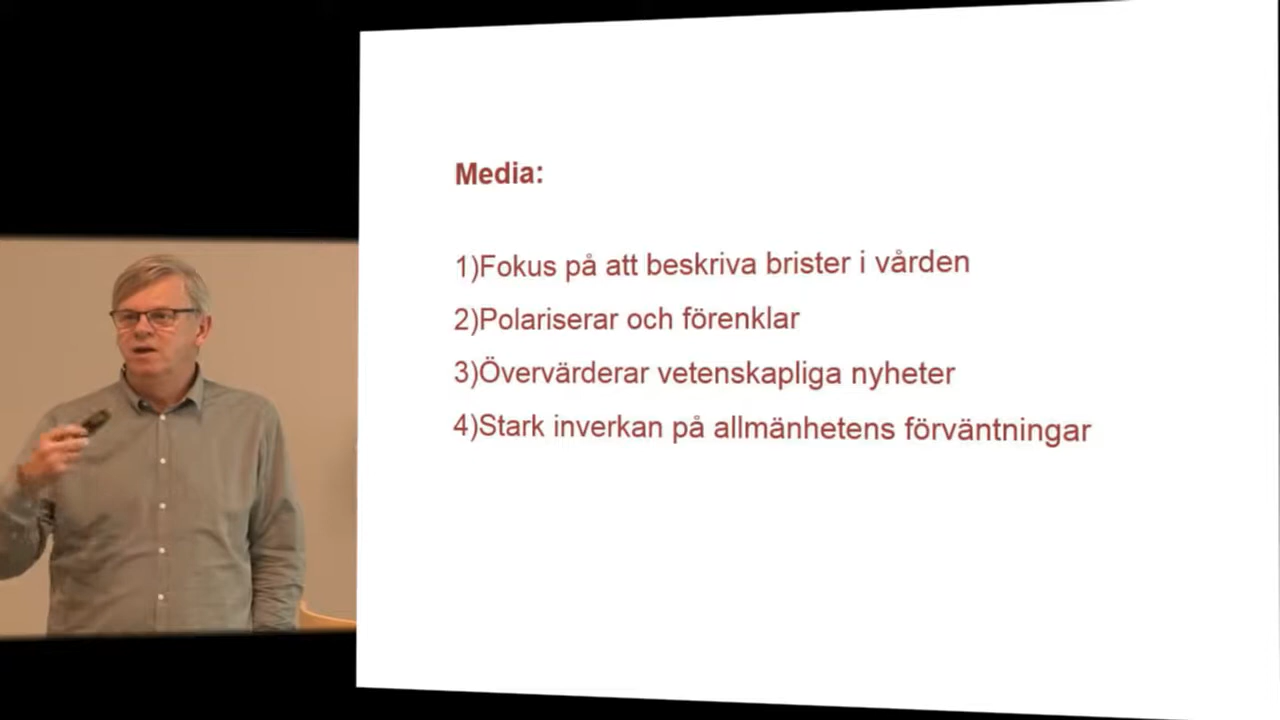 Media:
1)Fokus på att beskriva brister i vården
2)Polariserar och förenklar
3)Övervärderar vetenskapliga nyheter
4)Stark inverkan på allmänhetens förväntningar